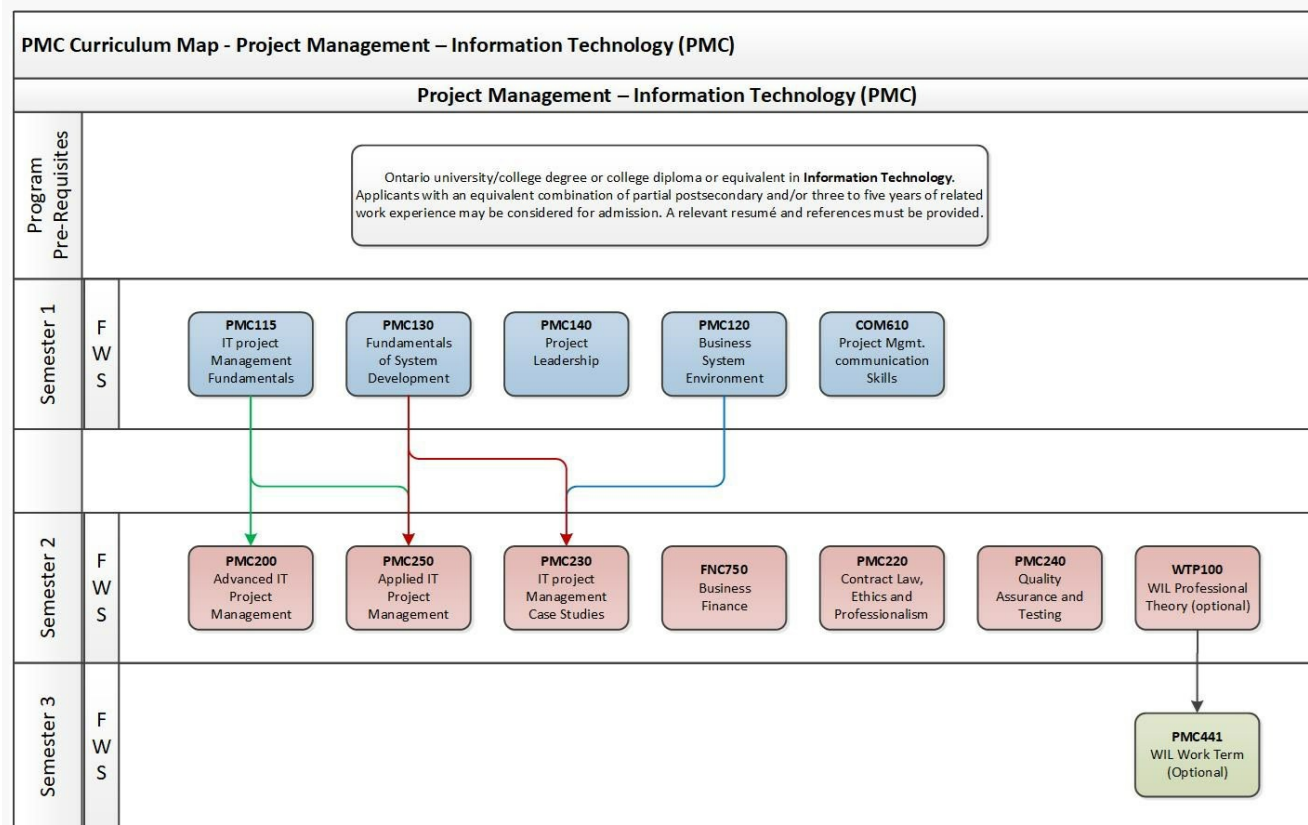 PMC Curriculum Map - Project Management – Information Technology (PMC)
Project Management – Information Technology (PMC)
Program
Pre-Requisites
Ontario university/college degree or college diploma or equivalent in Information Technology.
Applicants with an equivalent combination of partial postsecondary and/or three to five years of related
work experience may be considered for admission. A relevant resumé and references must be provided.
Semester 1
F
W
S
PMC115
IT project
Management
Fundamentals
PMC130
Fundamentals
of System
Development
PMC140
Project
Leadership
PMC120
Business
System
Environment
COM610
Project Mgmt.
communication
Skills
Semester 2
F
W
S
PMC200
Advanced IT
Project
Management
PMC250
Applied IT
Project
Management
PMC230
IT project
Management
Case Studies
FNC750
Business
Finance
PMC220
Contract Law,
Ethics and
Professionalism
PMC240
Quality
Assurance and
Testing
WTP100
WIL Professional
Theory (optional)
Semester 3
F
W
S
PMC441
WIL Work Term
(Optional)